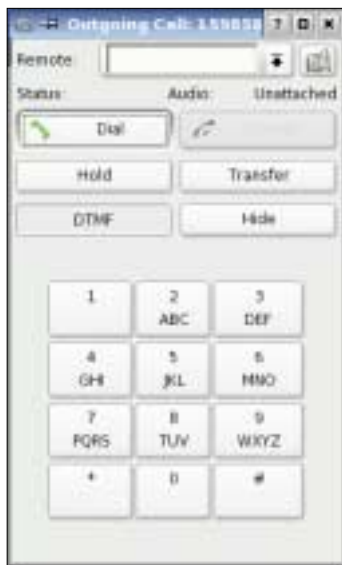 Outgoing Call: 159858 ?
Remote
Status: Audio: Unattached
Dial
Hold Transfer
DTMF Hide
1 2 3
ABC DEF
4 5 6
GHI JKL MNO
7 8 9
PQRS TUV WXYZ
* 0 #